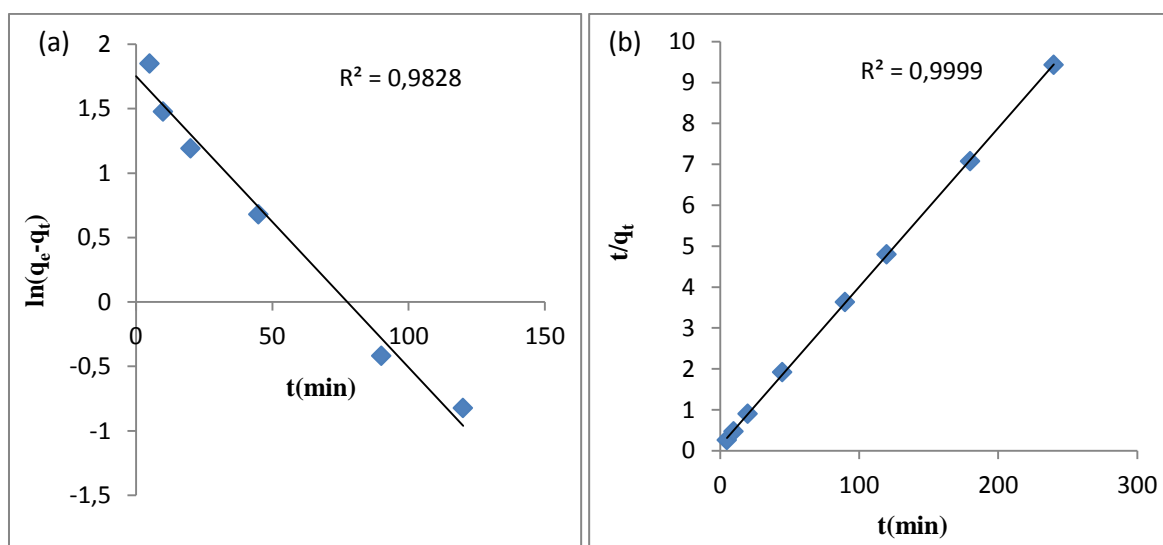 (a)
R² = 0,9828
2
1,5
1
0,5
0
-0,5
-1
-1,5
0 50 100 150
ln(qₑ-qₜ)
t(min)
(b)
R² = 0,9999
10
9
8
7
6
5
4
3
2
1
0
0 100 200 300
t/qₜ
t(min)